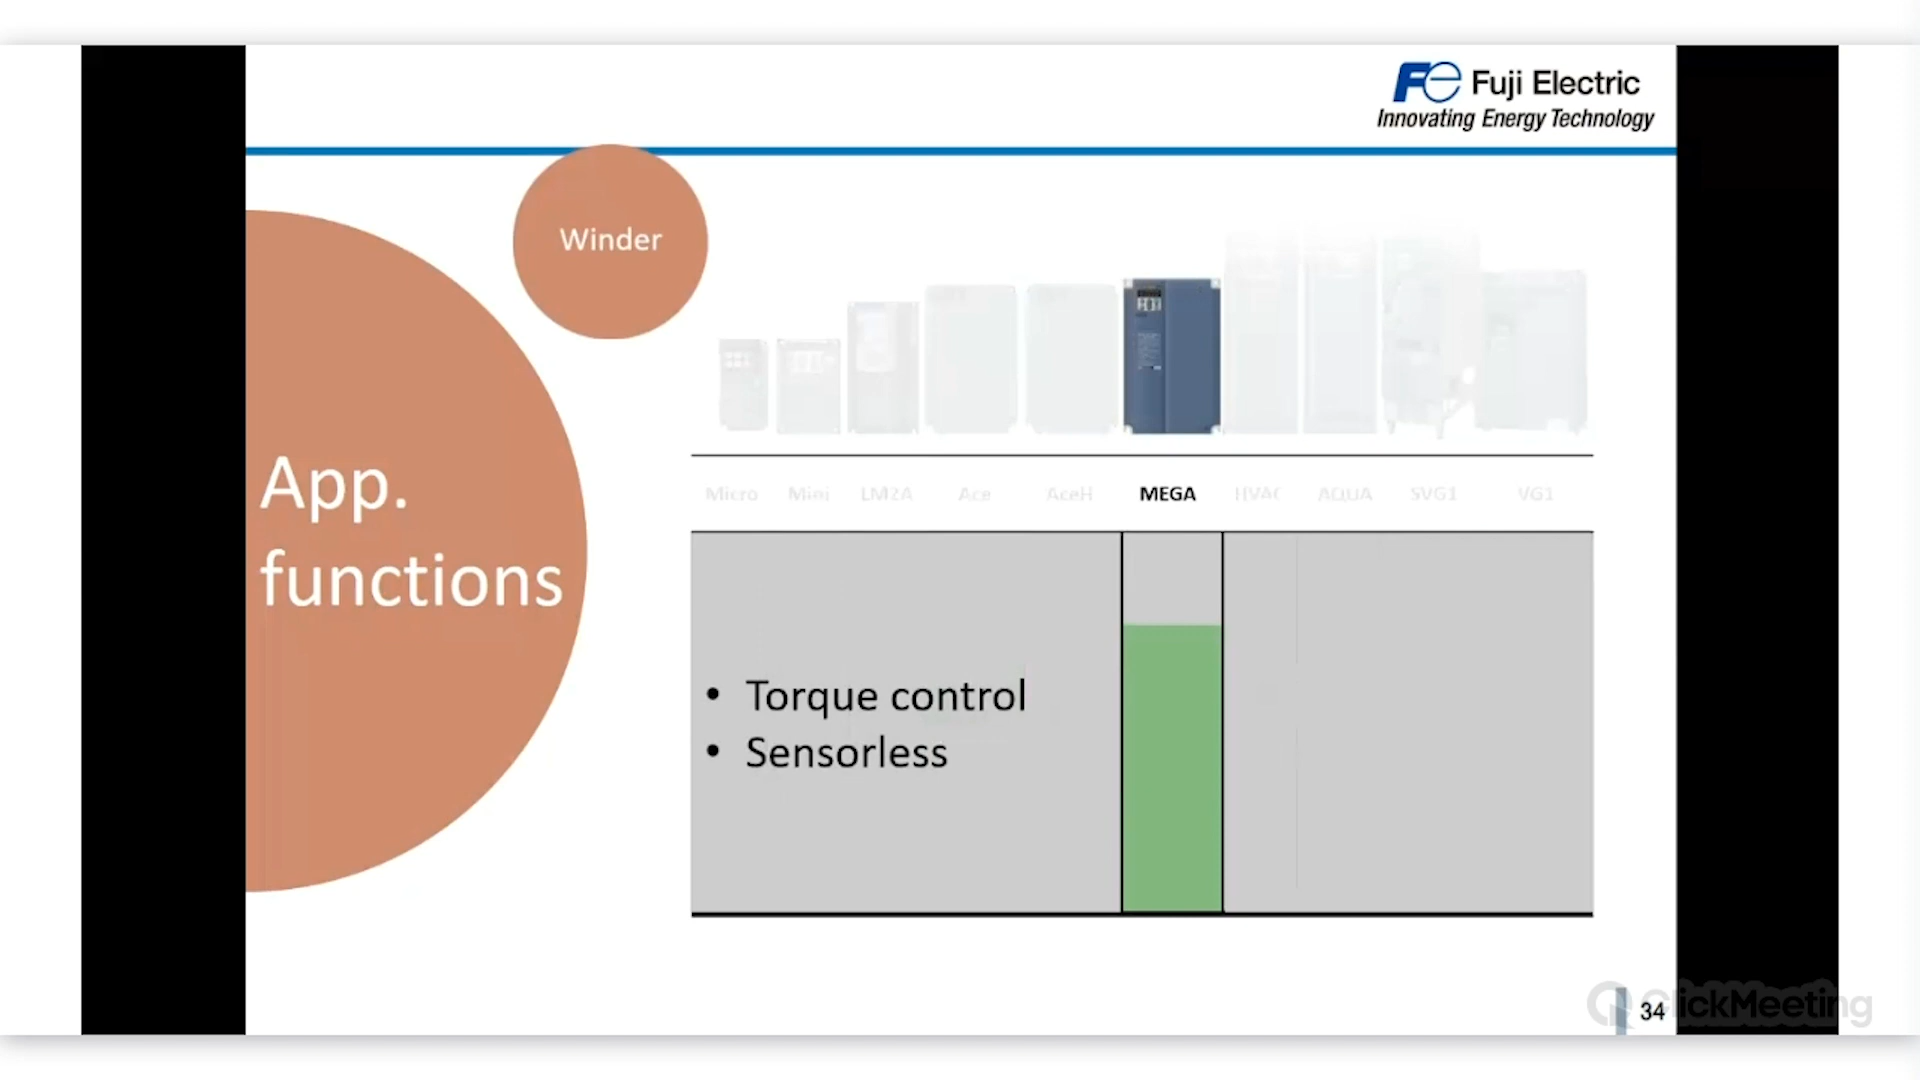 Fuji Electric
Innovating Energy Technology
Winder
App.
functions
Micro Mini LM2A Ace AceH MEGA HVAC AQUA SVG1 VG1
• Torque control
• Sensorless
34
ClickMeeting